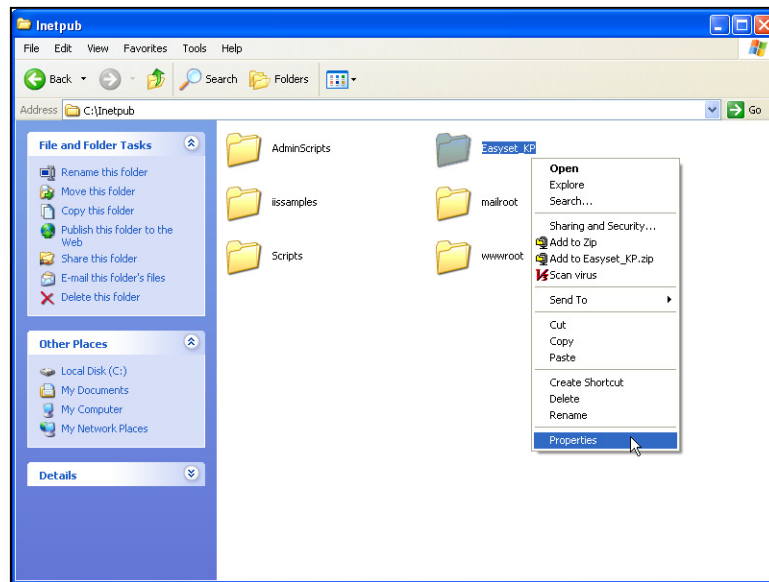 Inetpub
File Edit View Favorites Tools Help
Back Search Folders
Address C:\Inetpub Go
File and Folder Tasks
Rename this folder
Move this folder
Copy this folder
Publish this folder to the
Web
Share this folder
E-mail this folder's files
Delete this folder
Other Places
Local Disk (C:)
My Documents
My Computer
My Network Places
Details
AdminScripts
Easyset_KP
iissamples
mailroot
Scripts
wwwroot
Open
Explore
Search...
Sharing and Security...
Add to Zip
Add to Easyset_KP.zip
Scan virus
Send To
Cut
Copy
Paste
Create Shortcut
Delete
Rename
Properties